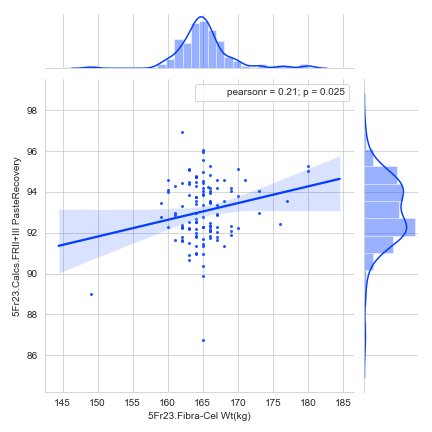 pearsonr = 0.21; p = 0.025
98
96
94
92
90
88
86
5Fr23.Calcs.FRII+III PasteRecovery
145 150 155 160 165 170 175 180 185
5Fr23.Fibra-Cel Wt(kg)